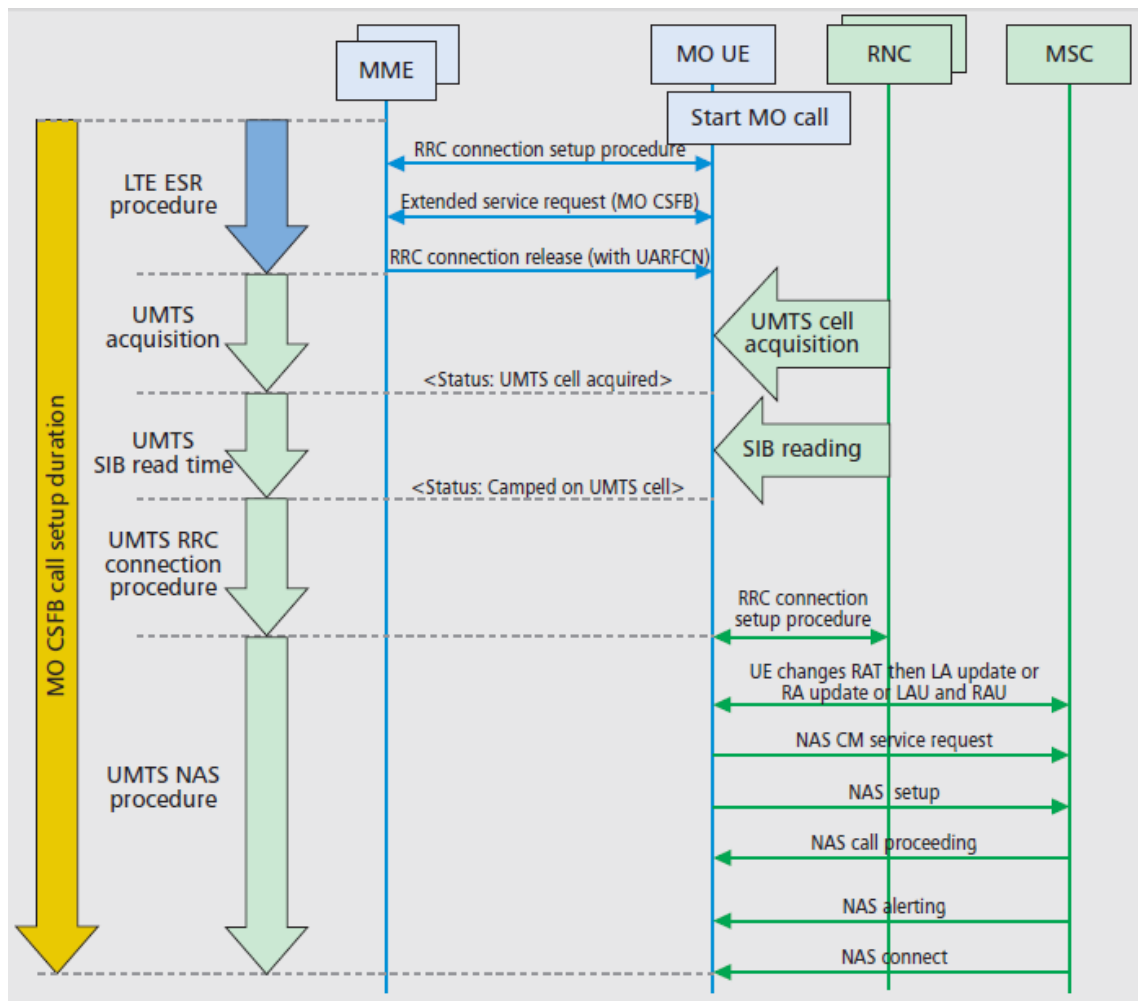 MME
MO UE
RNC
MSC
Start MO call
RRC connection setup procedure
LTE ESR
procedure
Extended service request (MO CSFB)
RRC connection release (with UARFCN)
UMTS
acquisition
UMTS cell
acquisition
<Status: UMTS cell acquired>
UMTS
SIB read time
SIB reading
<Status: Camped on UMTS cell>
MO CSFB call setup duration
UMTS RRC
connection
procedure
RRC connection
setup procedure
UE changes RAT then LA update or
RA update or LAU and RAU
NAS CM service request
UMTS NAS
procedure
NAS setup
NAS call proceeding
NAS alerting
NAS connect